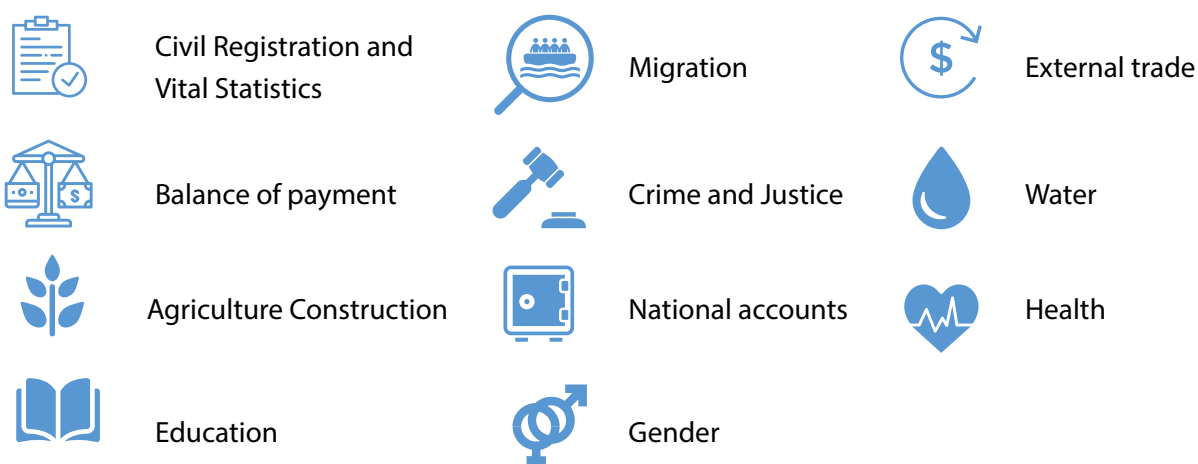 Civil Registration and
Vital Statistics
Migration
$
External trade
$
Balance of payment
Crime and Justice
Water
Agriculture Construction
National accounts
Health
Education
Gender